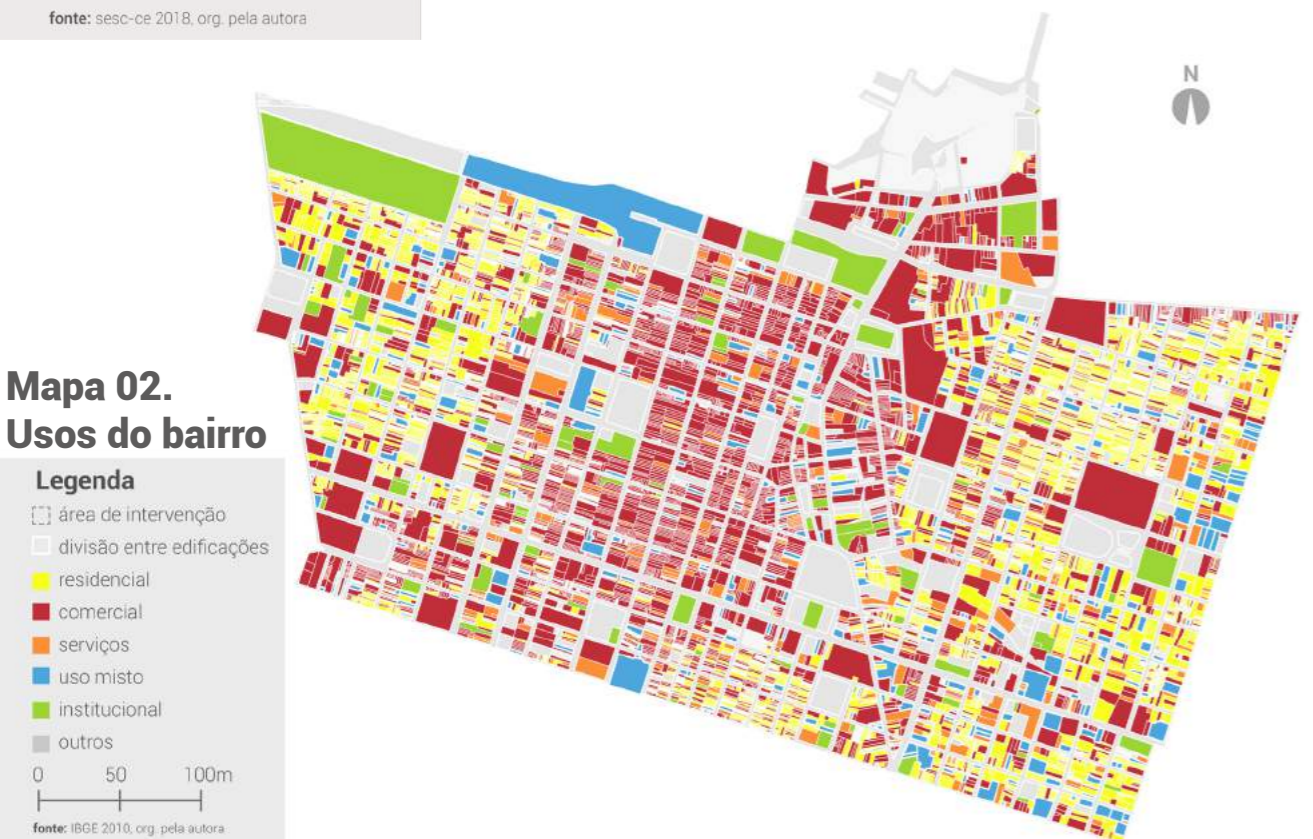 fonte: sesc-ce 2018, org. pela autora
N
Mapa 02.
Usos do bairro
Legenda
área de intervenção
divisão entre edificações
residencial
comercial
serviços
uso misto
institucional
outros
0 50 100m
fonte: IBGE 2010, org. pela autora